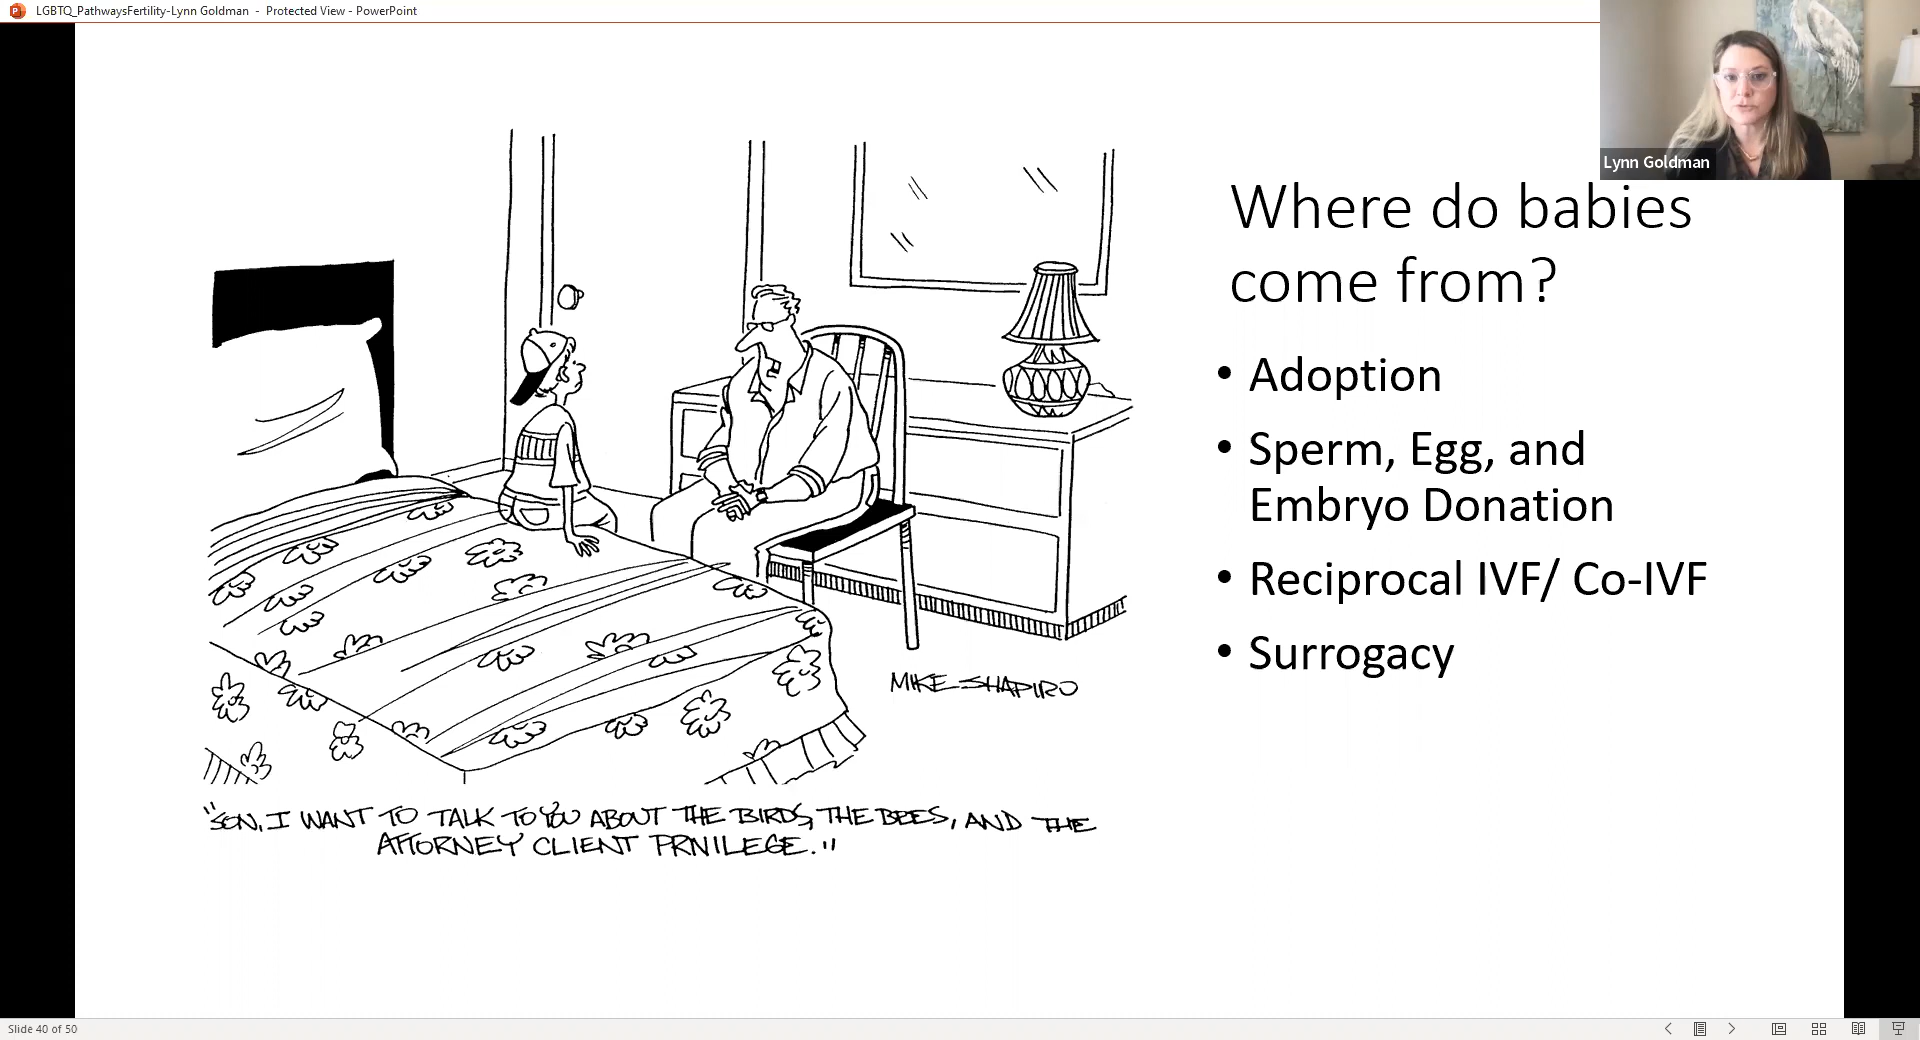 LGBTQ_PathwaysFertility-Lynn Goldman - Protected View - PowerPoint
Lynn Goldman
Where do babies
come from?
• Adoption
• Sperm, Egg, and
Embryo Donation
• Reciprocal IVF/ Co-IVF
• Surrogacy
MIKE SHAPIRO
"SON, I WANT TO TALK TO YOU ABOUT THE BIRDS, THE BEES, AND THE
ATTORNEY CLIENT PRIVILEGE."
Slide 40 of 50